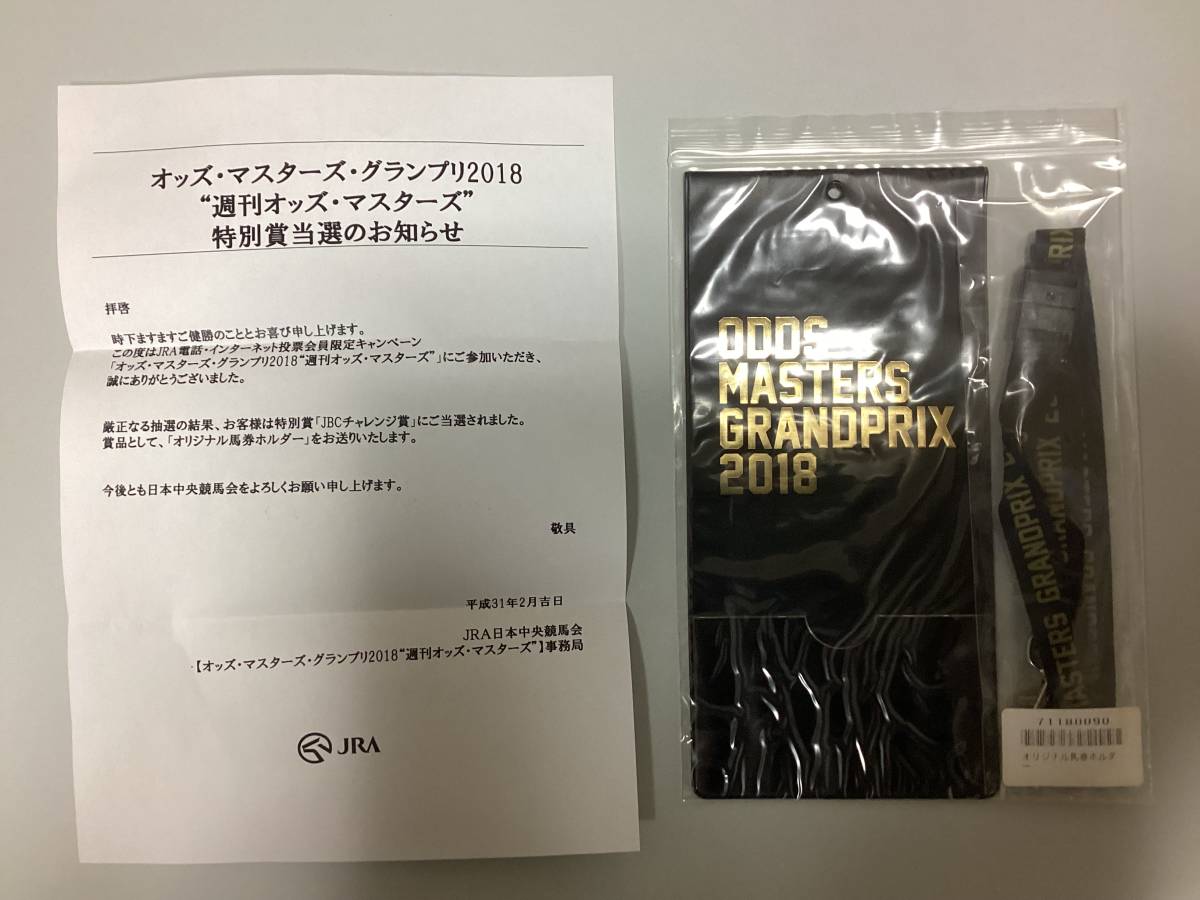 オッズ・マスターズ・グランプリ2018
“週刊オッズ・マスターズ”
特別賞当選のお知らせ
拝啓
時下ますますご健勝のこととお喜び申し上げます。
この度はJRA電話・インターネット投票会員限定キャンペーン
「オッズ・マスターズ・グランプリ2018“週刊オッズ・マスターズ”」にご参加いただき、
誠にありがとうございました。
厳正なる抽選の結果、お客様は特別賞「JBCチャレンジ賞」にご当選されました。
賞品として、「オリジナル馬券ホルダー」をお送りいたします。
今後とも日本中央競馬会をよろしくお願い申し上げます。
敬具
平成31年2月吉日
JRA日本中央競馬会
【オッズ・マスターズ・グランプリ2018“週刊オッズ・マスターズ”】事務局
JRA
ODDS
MASTERS
GRANDPRIX
2018
RIX
MASTERS GRANDPRIX
GRANDPRIX
71180090
オリジナル馬券ホルダ
ー